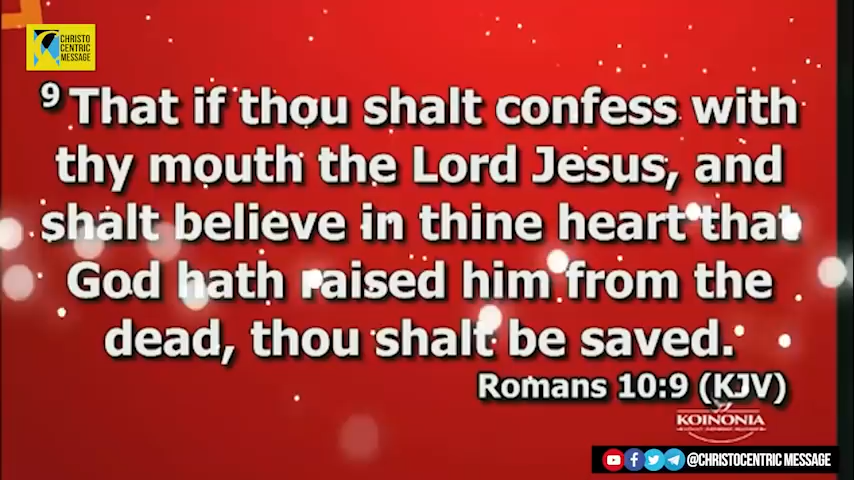 CHRISTO
CENTRIC
MESSAGE
9 That if thou shalt confess with
thy mouth the Lord Jesus, and
shalt believe in thine heart that
God hath raised him from the
dead, thou shalt be saved.
Romans 10:9 (KJV)
KOINONIA
@CHRISTOCENTRIC MESSAGE